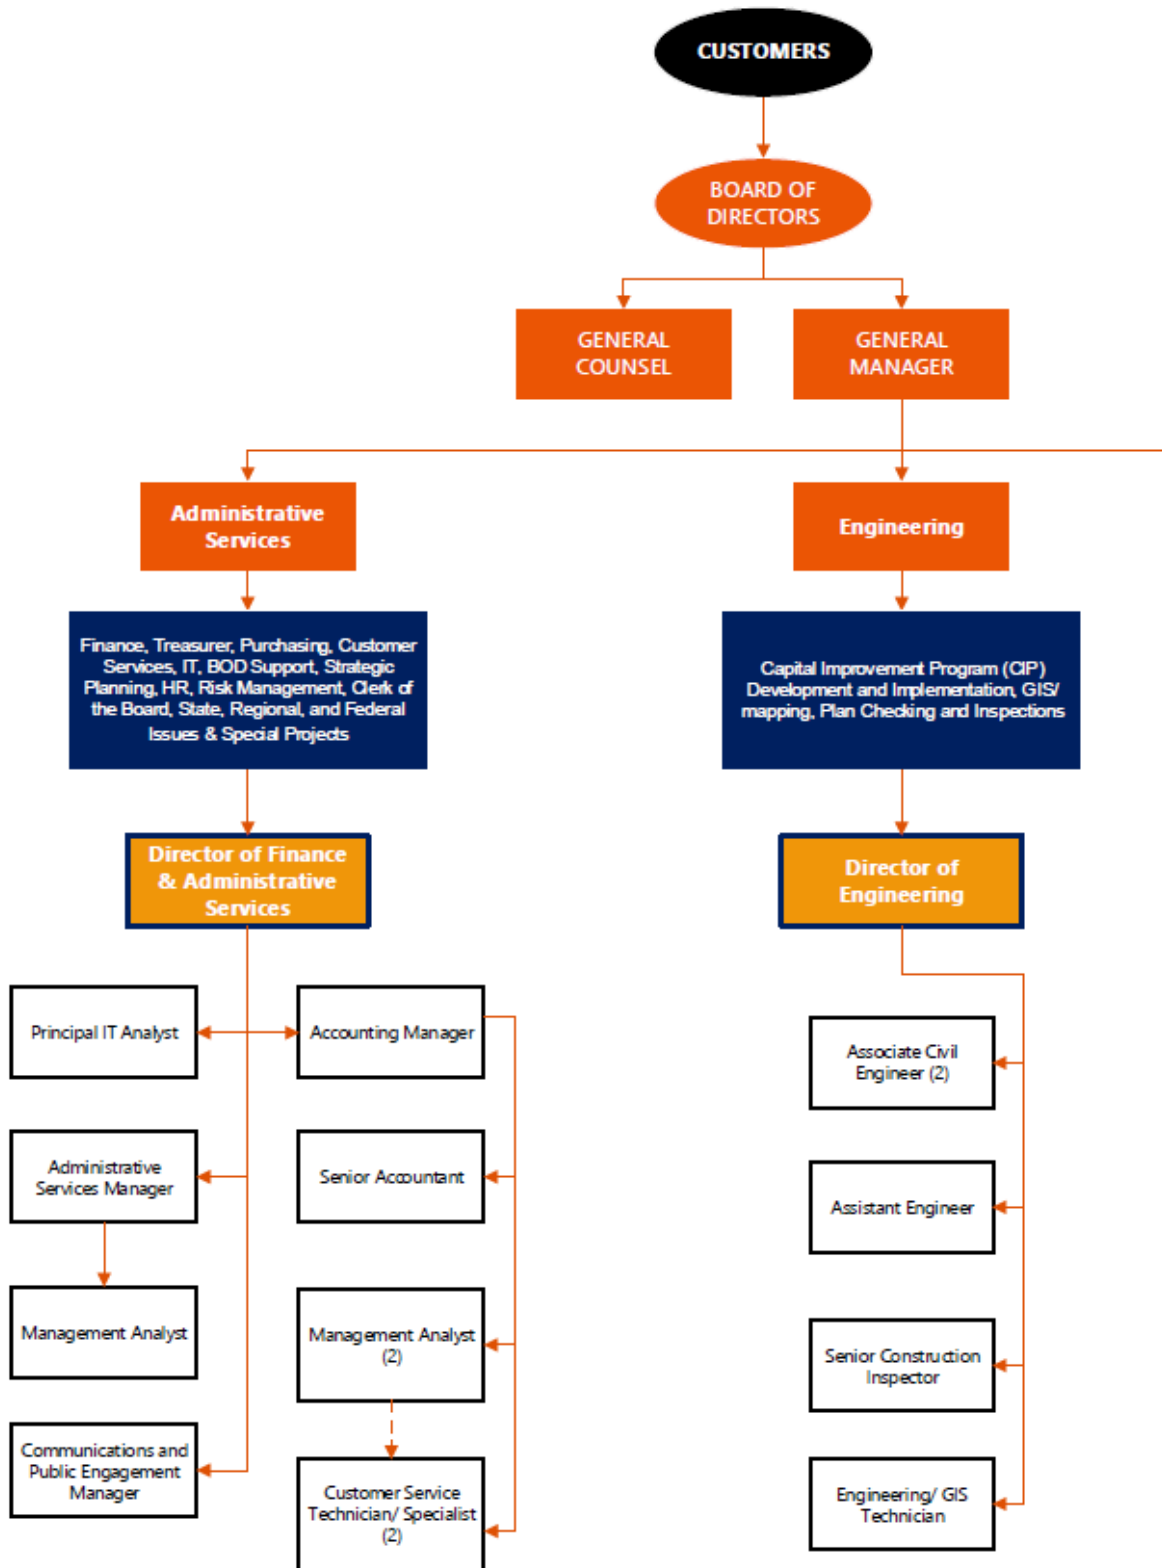 CUSTOMERS
BOARD OF
DIRECTORS
GENERAL
COUNSEL
GENERAL
MANAGER
Administrative
Services
Engineering
Finance, Treasurer, Purchasing, Customer
Services, IT, BOD Support, Strategic
Planning, HR, Risk Management, Clerk of
the Board, State, Regional, and Federal
Issues & Special Projects
Capital Improvement Program (CIP)
Development and Implementation, GIS/
mapping, Plan Checking and Inspections
Director of Finance
& Administrative
Services
Director of
Engineering
Principal IT Analyst
Accounting Manager
Associate Civil
Engineer (2)
Administrative
Services Manager
Senior Accountant
Assistant Engineer
Management Analyst
Management Analyst
(2)
Senior Construction
Inspector
Communications and
Public Engagement
Manager
Customer Service
Technician/ Specialist
(2)
Engineering/ GIS
Technician